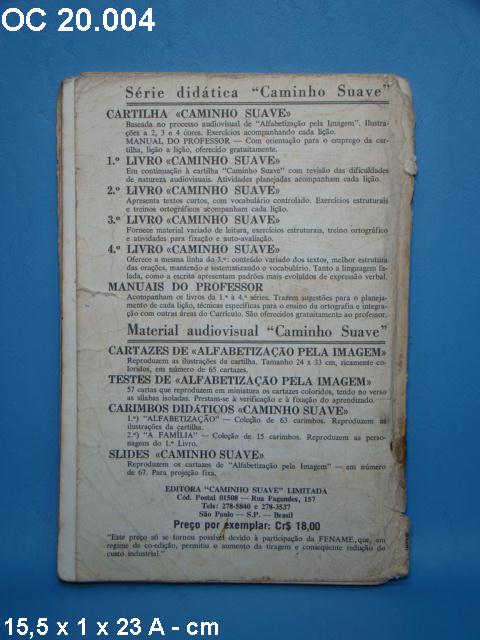 OC 20.004
Série didática "Caminho Suave"
CARTILHA «CAMINHO SUAVE»
Baseada no processo audiovisual de "Alfabetização pela Imagem". Ilustra-
ções a 2, 3 e 4 cores. Exercícios acompanhando cada lição.
MANUAL DO PROFESSOR — Com orientação para o emprego da car-
tilha, lição a lição, oferecido gratuitamente.
1.º LIVRO «CAMINHO SUAVE»
Em continuação à cartilha "Caminho Suave" com revisão das dificuldades
de natureza audiovisuais. Atividades planejadas acompanham cada lição.
2.º LIVRO «CAMINHO SUAVE»
Apresenta textos curtos, com vocabulário controlado. Exercícios estruturais
e treinos ortográficos acompanham cada lição.
3.º LIVRO «CAMINHO SUAVE»
Fornece material variado de leitura, exercícios estruturais, treino ortográfico
e atividades para fixação e auto-avaliação.
4.º LIVRO «CAMINHO SUAVE»
Oferece a mesma linha do 3.º: conteúdo variado dos textos, melhor estrutura
das orações, mantendo e sistematizando o vocabulário. Tanto a linguagem fa-
lada, como a escrita apresentam padrões mais evoluídos de expressão verbal.
MANUAIS DO PROFESSOR
Acompanham os livros da 1.ª à 4.ª séries. Trazem sugestões para o planeja-
mento de cada lição, técnicas específicas para o ensino da ortografia e integra-
ção com outras áreas do Currículo. São oferecidos gratuitamente ao professor.
Material audiovisual "Caminho Suave"
CARTAZES DE «ALFABETIZAÇÃO PELA IMAGEM»
Reproduzem as ilustrações da cartilha. Tamanho 24 x 33 cm, ricamente co-
loridos, em número de 65 cartazes.
TESTES DE «ALFABETIZAÇÃO PELA IMAGEM»
57 cartas que reproduzem em miniatura os cartazes coloridos, tendo no verso
as sílabas isoladas. Prestam-se à verificação e à fixação do aprendizado.
CARIMBOS DIDÁTICOS «CAMINHO SUAVE»
1.º) "ALFABETIZAÇÃO" — Coleção de 63 carimbos. Reproduzem as
ilustrações da cartilha.
2.º) "A FAMÍLIA" — Coleção de 15 carimbos. Reproduzem as perso-
nagens do 1.º Livro.
SLIDES «CAMINHO SUAVE»
Reproduzem os cartazes de "Alfabetização pela Imagem" — em número
de 67. Para projeção fixa.
EDITORA "CAMINHO SUAVE" LIMITADA
Cód. Postal 01508 — Rua Fagundes, 157
Tels: 278-5840 e 278-3537
São Paulo — S.P. — Brasil
Preço por exemplar: Cr$ 18,00
"Este preço só se tornou possível devido à participação da FENAME, que, em
regime de co-edição, permitiu o aumento da tiragem e conseqüente redução do
custo industrial."
15,5 x 1 x 23 A - cm